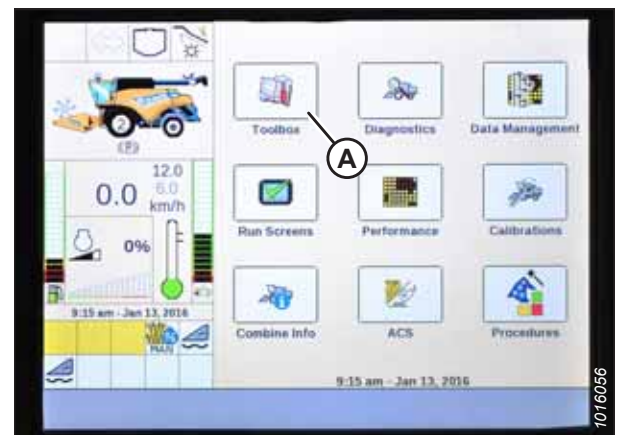 12.0
0.0 6.0
km/h
0%
9:15 am - Jan 13, 2016
MAN
Toolbox
Diagnostics
Data Management
A
Run Screens
Performance
Calibrations
Combine Info
ACS
Procedures
9:15 am - Jan 13, 2016
1016056